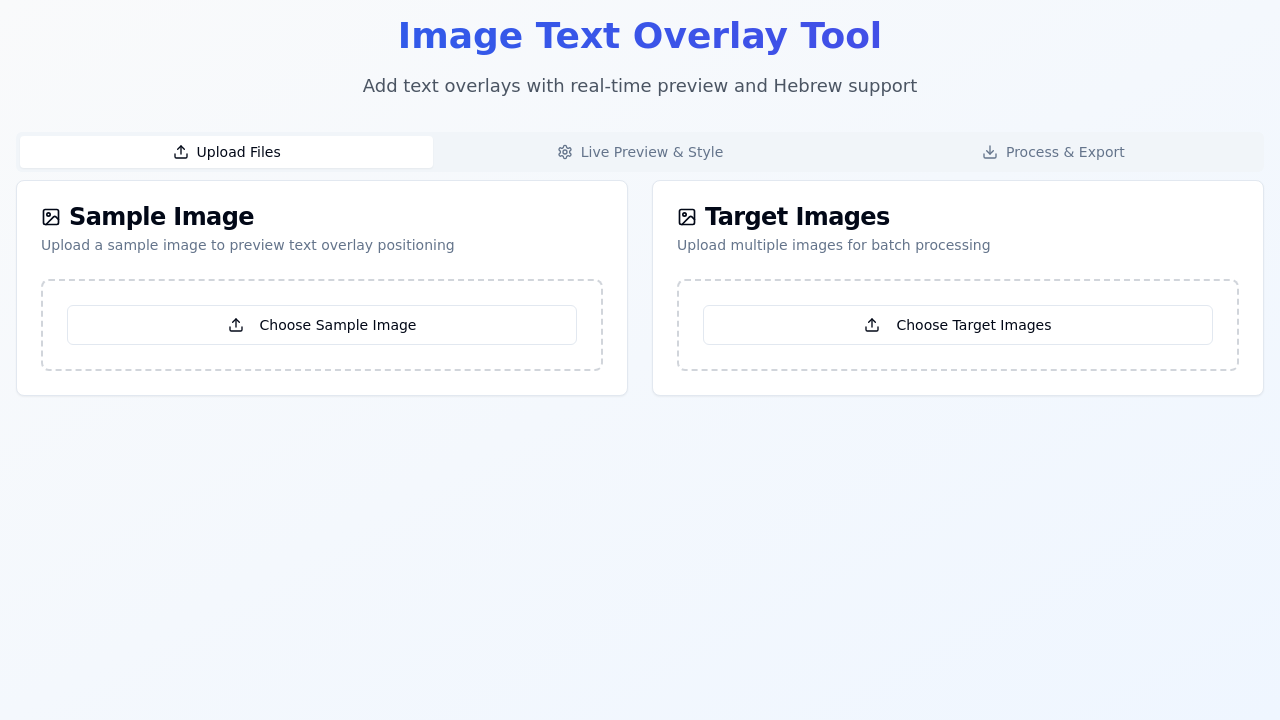 Image Text Overlay Tool
Add text overlays with real-time preview and Hebrew support
Upload Files
Live Preview & Style
Process & Export
Sample Image
Upload a sample image to preview text overlay positioning
Choose Sample Image
Target Images
Upload multiple images for batch processing
Choose Target Images